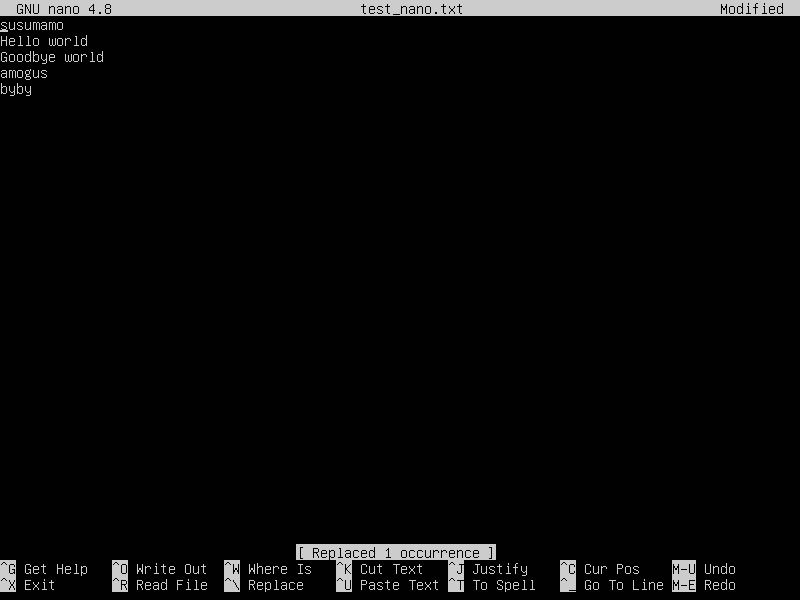 GNU nano 4.8 test_nano.txt Modified
susumamo
Hello world
Goodbye world
amogus
byby
[ Replaced 1 occurrence ]
^G Get Help ^O Write Out ^W Where Is ^K Cut Text ^J Justify ^C Cur Pos M-U Undo
^X Exit ^R Read File ^\ Replace ^U Paste Text ^T To Spell ^_ Go To Line M-E Redo